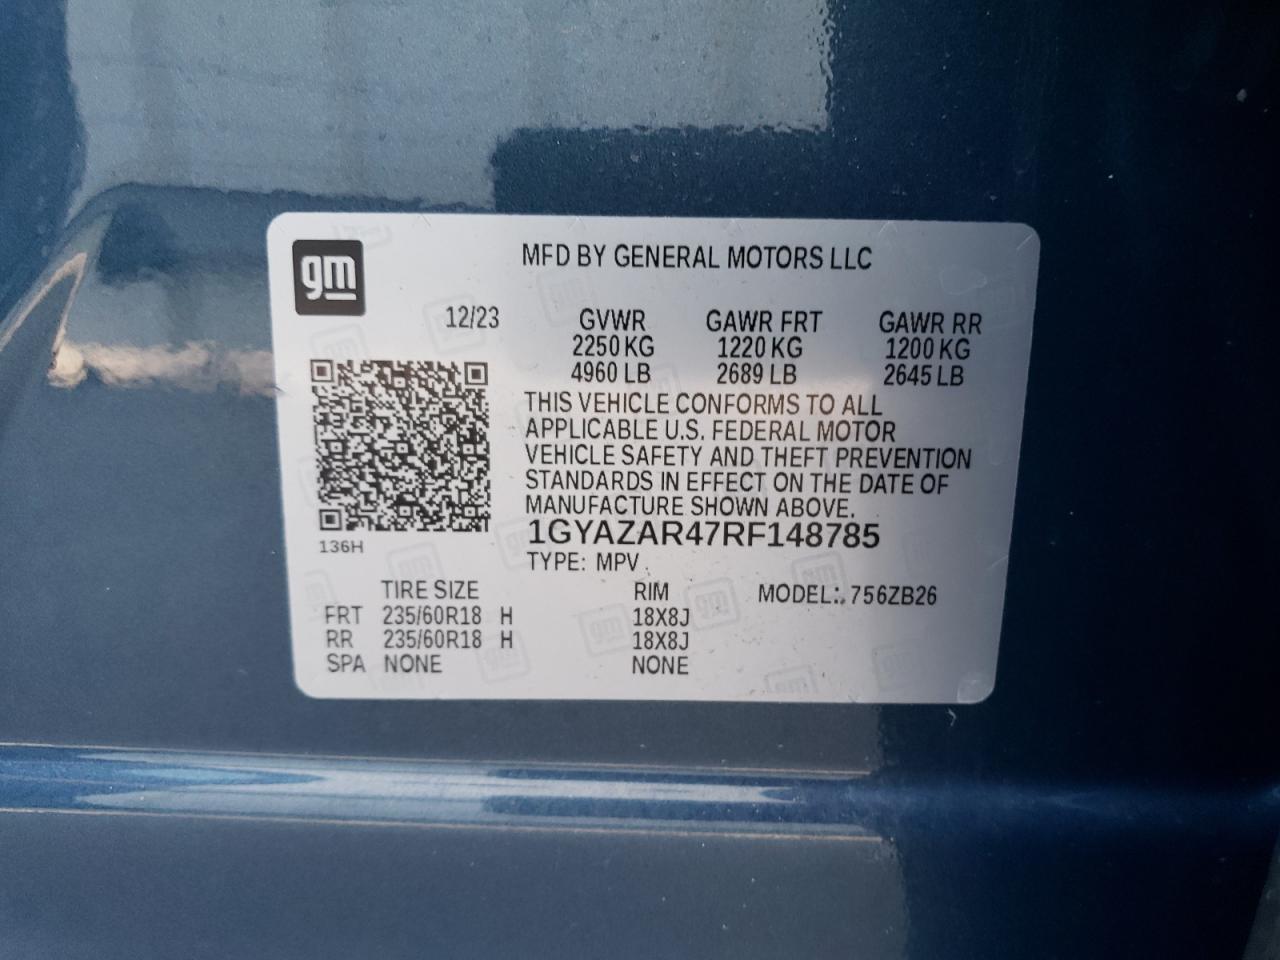 gm
MFD BY GENERAL MOTORS LLC
12/23 GVWR GAWR FRT GAWR RR
2250 KG 1220 KG 1200 KG
4960 LB 2689 LB 2645 LB
THIS VEHICLE CONFORMS TO ALL
APPLICABLE U.S. FEDERAL MOTOR
VEHICLE SAFETY AND THEFT PREVENTION
STANDARDS IN EFFECT ON THE DATE OF
MANUFACTURE SHOWN ABOVE.
1GYAZAR47RF148785
136H
TYPE: MPV
TIRE SIZE RIM MODEL: 756ZB26
FRT 235/60R18 H 18X8J
RR 235/60R18 H 18X8J
SPA NONE NONE